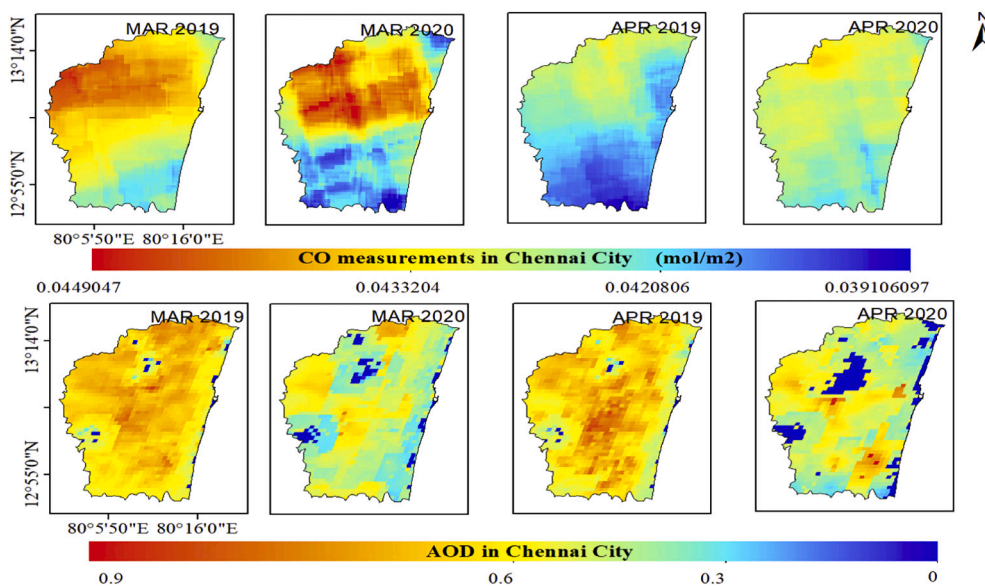 MAR 2019
MAR 2020
APR 2019
APR 2020
N
13°14'0"N
12°55'0"N
80°5'50"E 80°16'0"E
CO measurements in Chennai City (mol/m2)
0.0449047 0.0433204 0.0420806 0.039106097
MAR 2019
MAR 2020
APR 2019
APR 2020
13°14'0"N
12°55'0"N
80°5'50"E 80°16'0"E
AOD in Chennai City
0.9 0.6 0.3 0